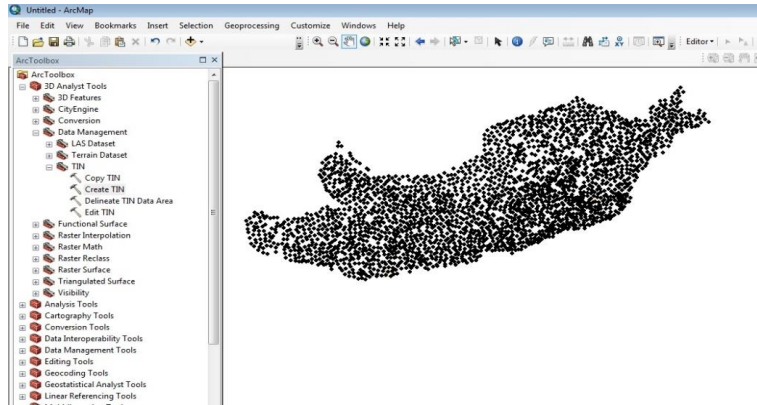 Untitled - ArcMap
File Edit View Bookmarks Insert Selection Geoprocessing Customize Windows Help
Editor
ArcToolbox
ArcToolbox
3D Analyst Tools
3D Features
CityEngine
Conversion
Data Management
LAS Dataset
Terrain Dataset
TIN
Copy TIN
Create TIN
Delineate TIN Data Area
Edit TIN
Functional Surface
Raster Interpolation
Raster Math
Raster Reclass
Raster Surface
Triangulated Surface
Visibility
Analysis Tools
Cartography Tools
Conversion Tools
Data Interoperability Tools
Data Management Tools
Editing Tools
Geocoding Tools
Geostatistical Analyst Tools
Linear Referencing Tools